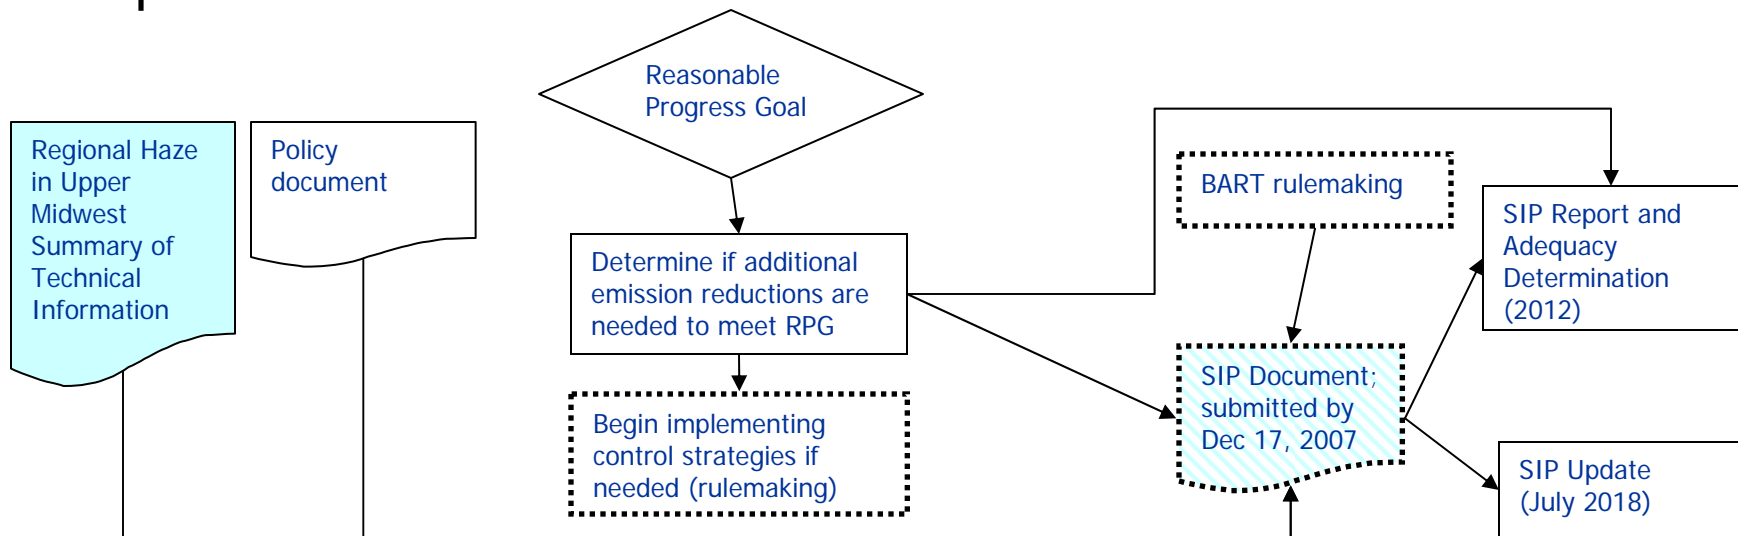 Reasonable
Progress Goal
Regional Haze
in Upper
Midwest
Summary of
Technical
Information
Policy
document
BART rulemaking
SIP Report and
Adequacy
Determination
(2012)
Determine if additional
emission reductions are
needed to meet RPG
SIP Document;
submitted by
Dec 17, 2007
Begin implementing
control strategies if
needed (rulemaking)
SIP Update
(July 2018)